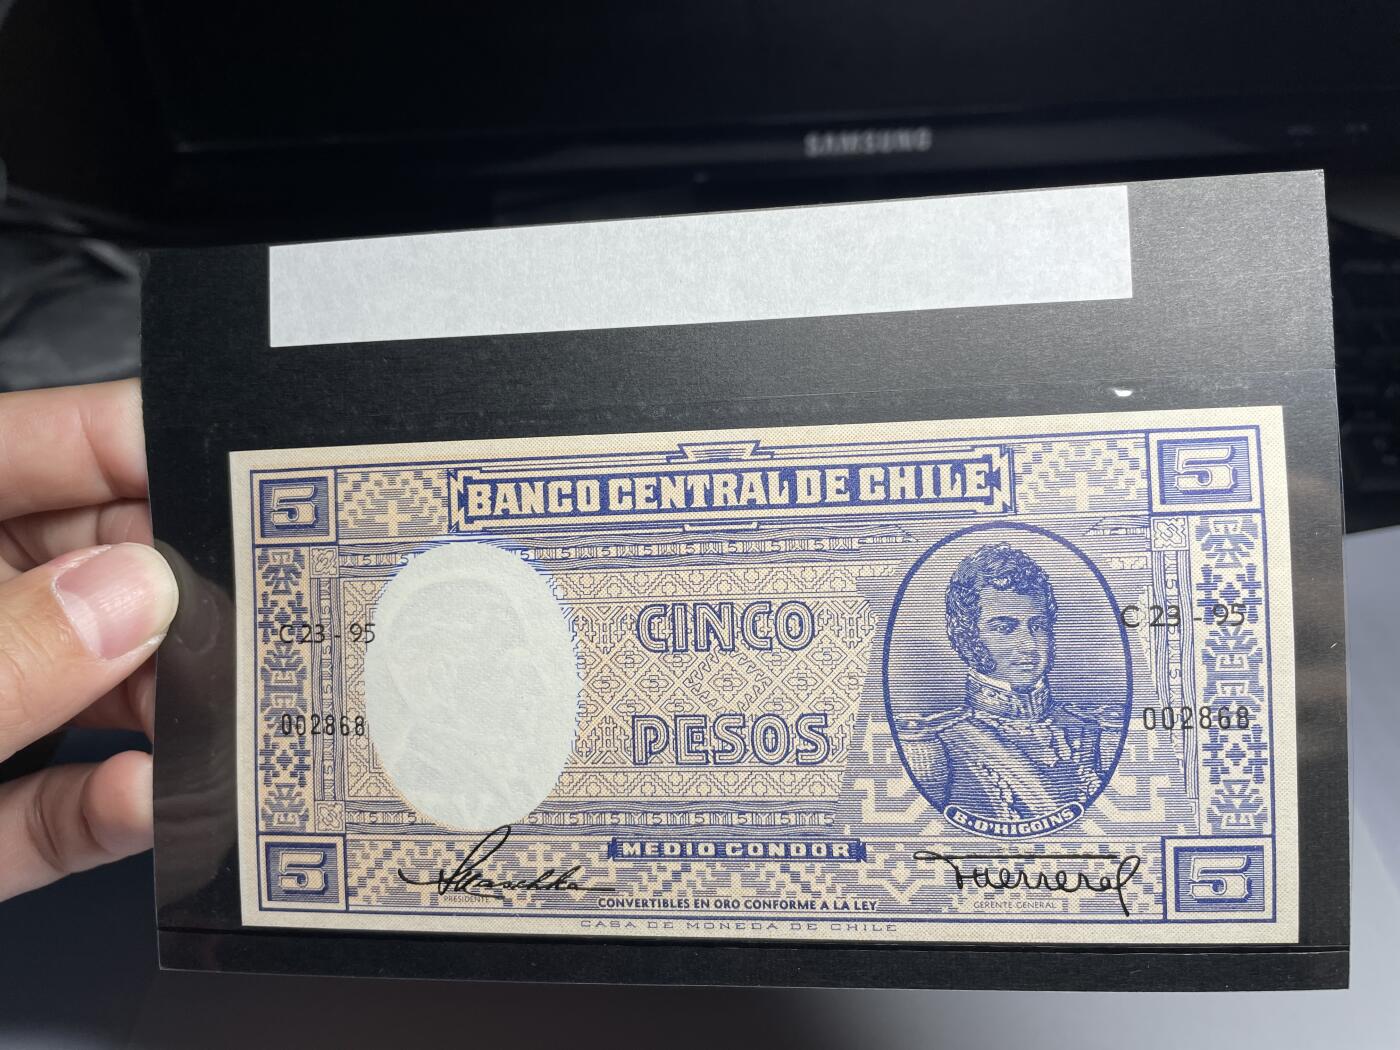 SAMSUNG
5
BANCO CENTRAL DE CHILE
5
C 23 - 95
CINCO
C 23 - 95
002868
PESOS
002868
B. O'HIGGINS
5
MEDIO CONDOR
5
PRESIDENTE
CONVERTIBLES EN ORO CONFORME A LA LEY
GERENTE GENERAL
CASA DE MONEDA DE CHILE